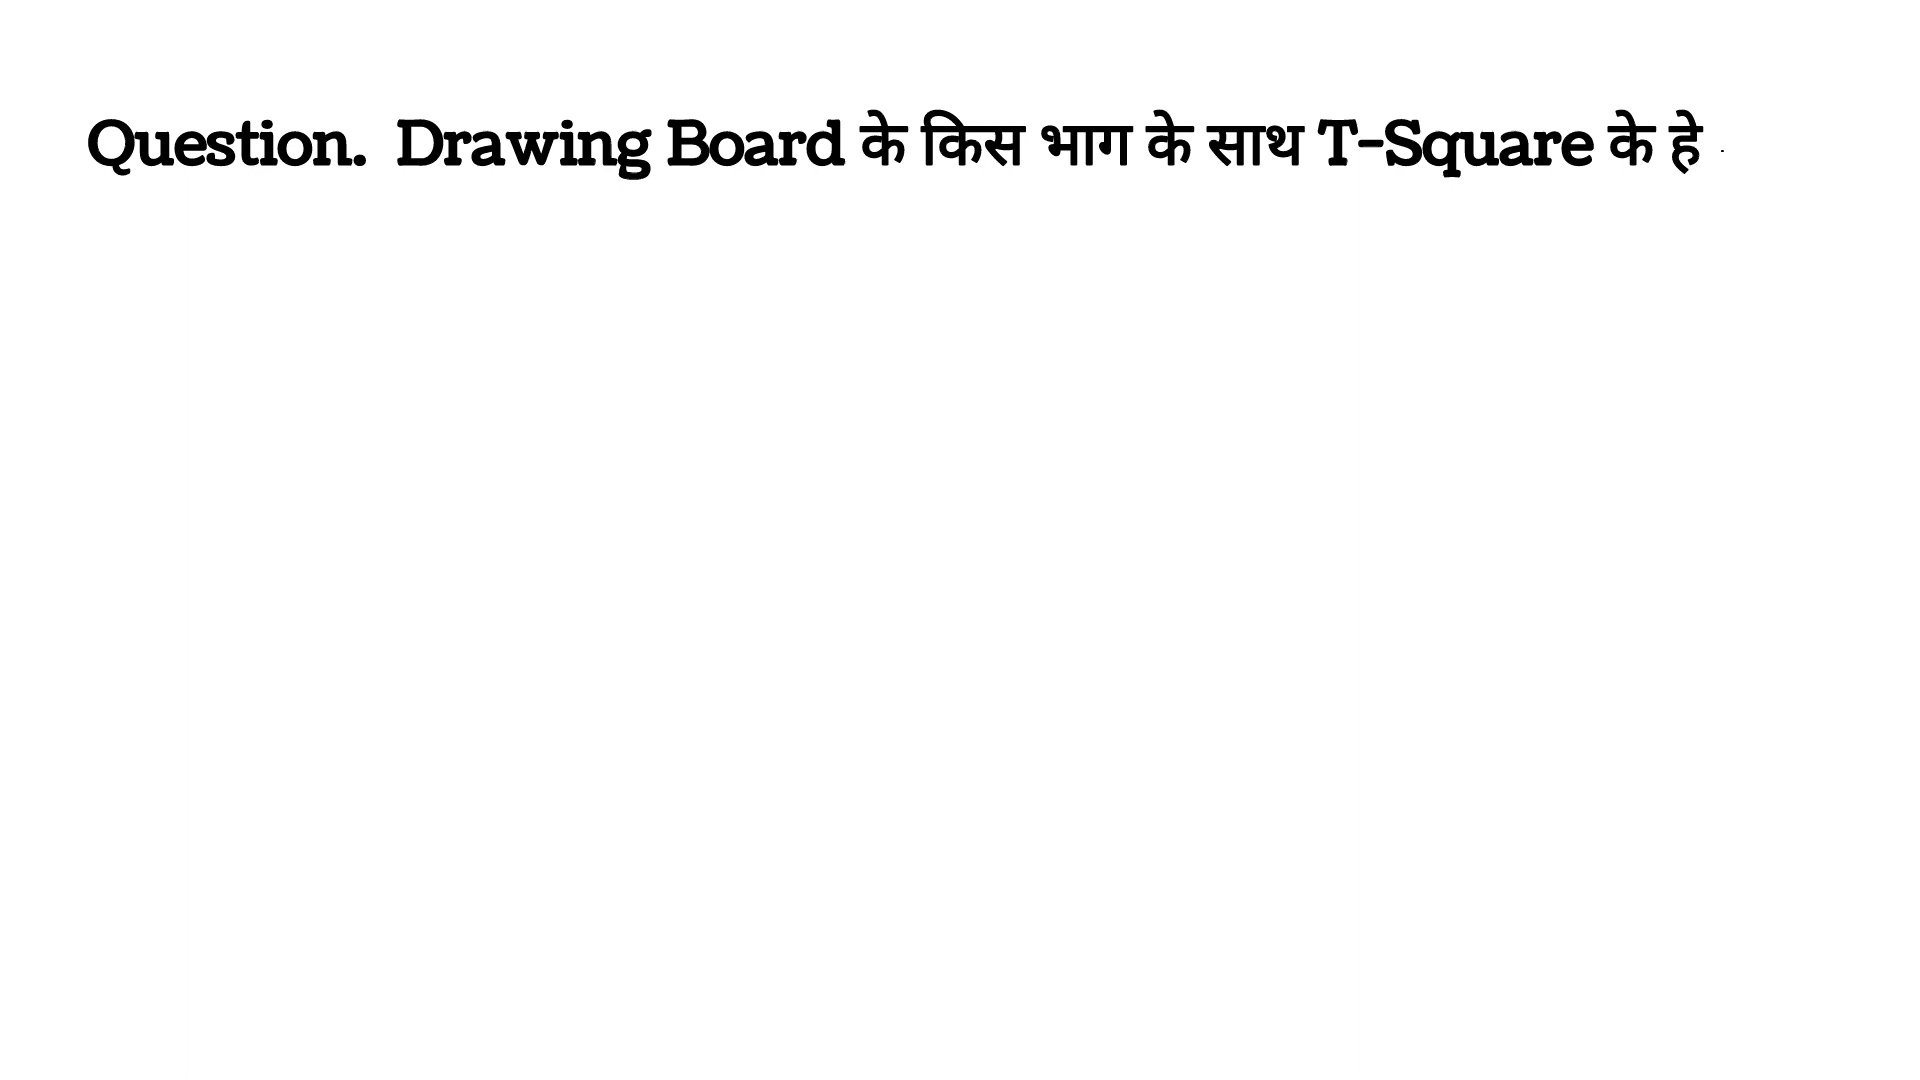 Question. Drawing Board के किस भाग के साथ T-Square के हे